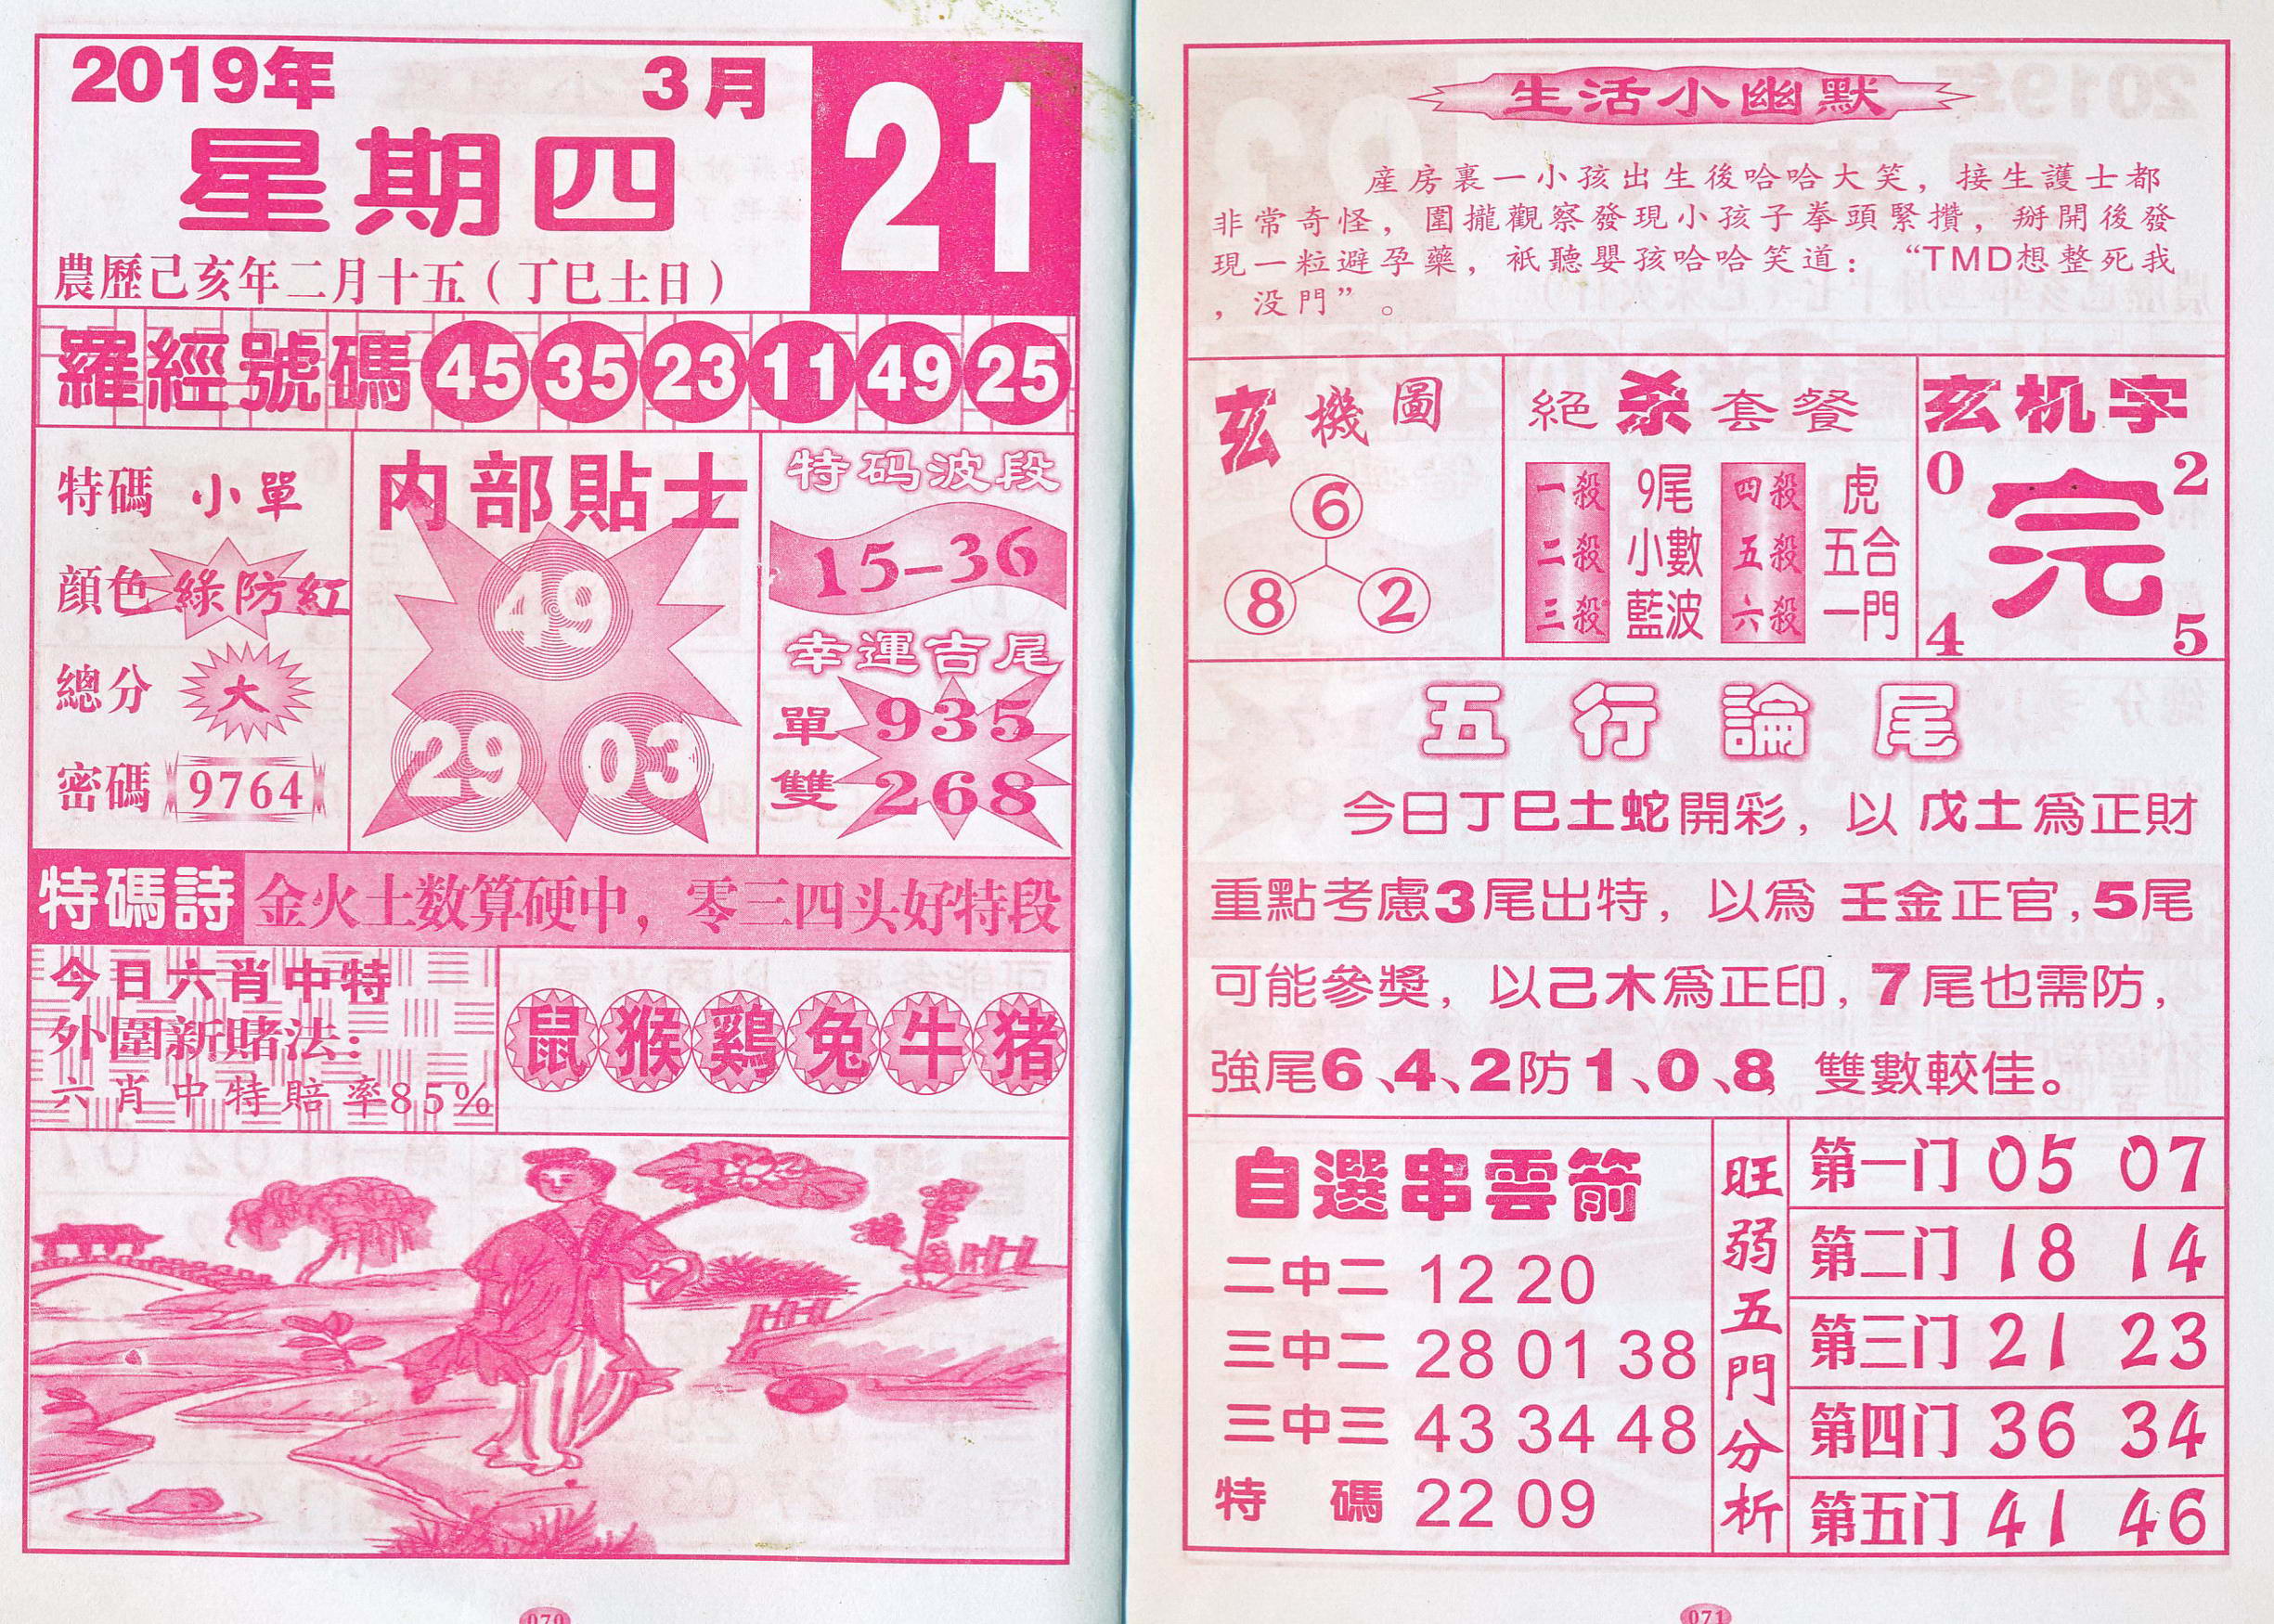 2019年 3月
21
星期四
農歷己亥年二月十五（丁巳土日）
羅經號碼 45 35 23 11 49 25
特碼 小單
顔色 綠防紅
總分 大
密碼 9764
内部貼士
49
29 03
特码波段
15-36
幸運吉尾
單 935
雙 268
特碼詩 金火土数算硬中，零三四头好特段
今日六肖中特
外圍新賭法：
六肖中特賠率85%
鼠 猴 鷄 兔 牛 猪
070
生活小幽默
産房裏一小孩出生後哈哈大笑，接生護士都
非常奇怪，圍攏觀察發現小孩子拳頭緊攢，掰開後發
現一粒避孕藥，祇聽嬰孩哈哈笑道：“TMD想整死我
，没門”。
玄機圖
6
8 2
絕杀套餐
一殺 9尾 四殺 虎
二殺 小數 五殺 五合
三殺 藍波 六殺 一門
玄机字
0 2
完
4 5
五行論尾
今日丁巳土蛇開彩，以戊土爲正財
重點考慮3尾出特，以爲壬金正官,5尾
可能參獎，以己木爲正印,7尾也需防，
強尾6、4、2防1、0、8, 雙數較佳。
自選串雲箭
二中二 12 20
三中二 28 01 38
三中三 43 34 48
特碼 22 09
旺弱五門分析
第一门 05 07
第二门 18 14
第三门 21 23
第四门 36 34
第五门 41 46
071